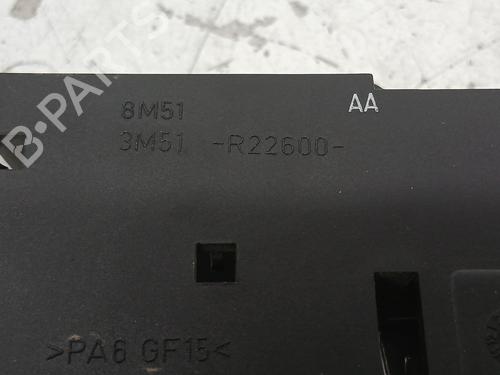 8M51
3M51 -R22600-
AA
>PA6 GF15<
B-PARTS